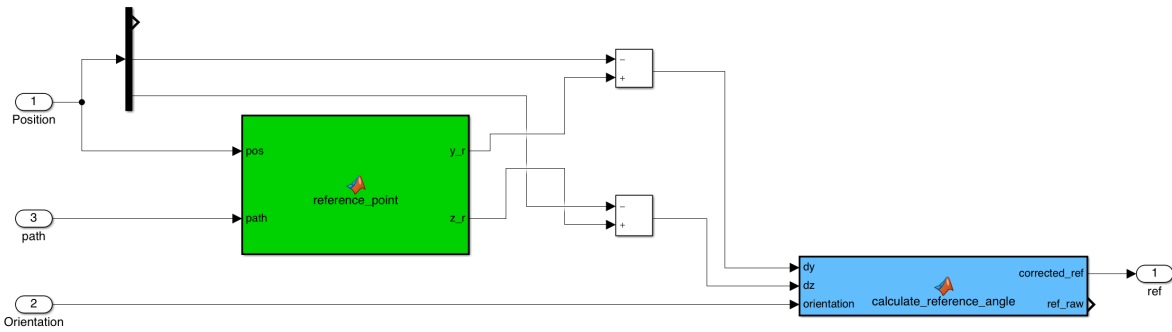 −
+
1
Position
pos
y_r
reference_point
path
z_r
3
path
−
+
dy
dz
orientation
calculate_reference_angle
corrected_ref
ref_raw
1
ref
2
Orientation